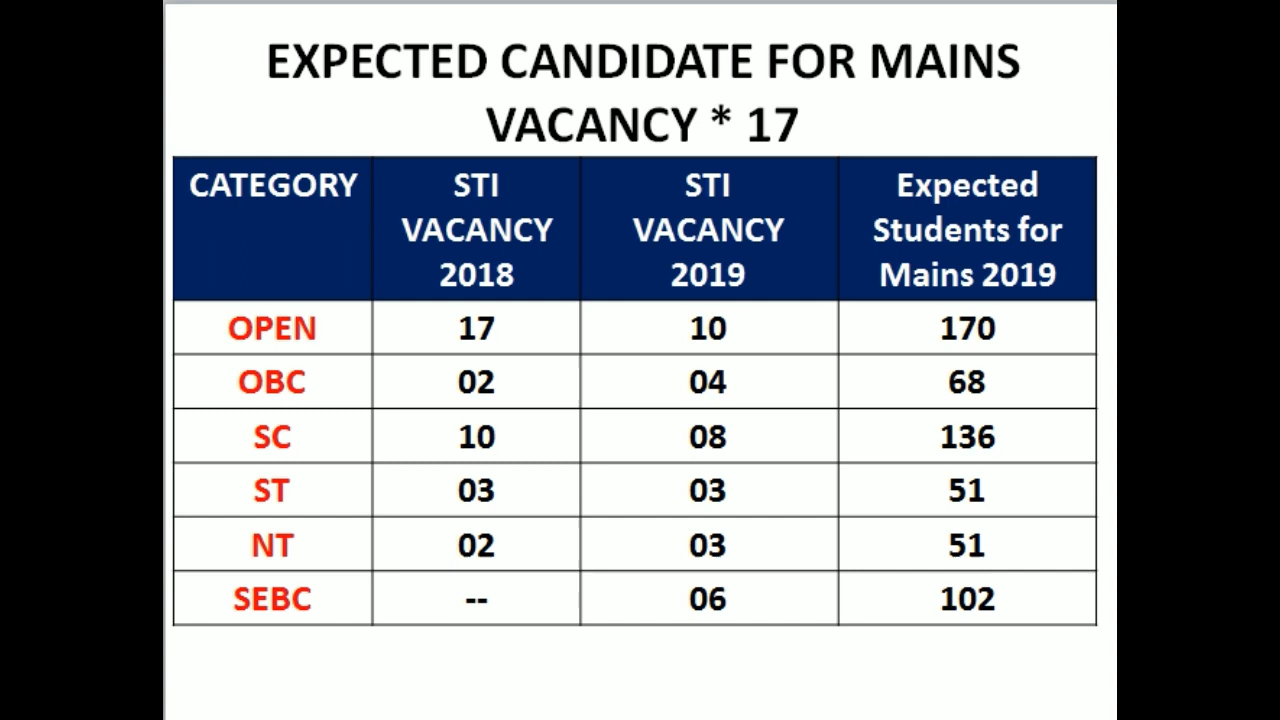 EXPECTED CANDIDATE FOR MAINS
VACANCY * 17
CATEGORY STI VACANCY 2018 STI VACANCY 2019 Expected Students for Mains 2019
OPEN 17 10 170
OBC 02 04 68
SC 10 08 136
ST 03 03 51
NT 02 03 51
SEBC -- 06 102